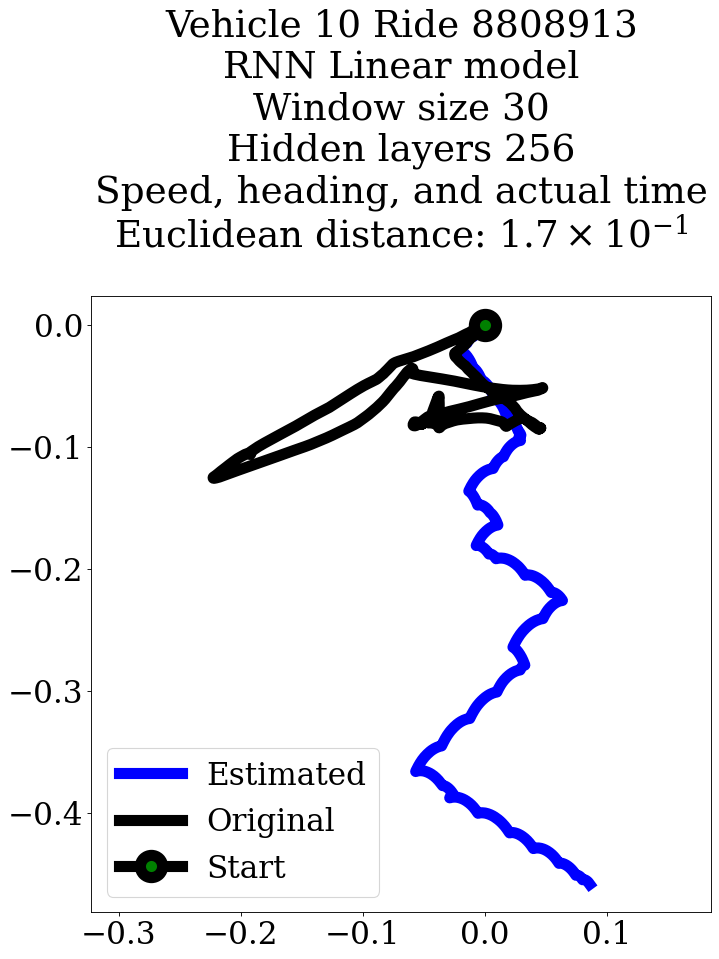 Vehicle 10 Ride 8808913
RNN Linear model
Window size 30
Hidden layers 256
Speed, heading, and actual time
Euclidean distance: 1.7 × 10⁻¹
0.0
−0.1
−0.2
−0.3
−0.4
Estimated
Original
Start
−0.3 −0.2 −0.1 0.0 0.1